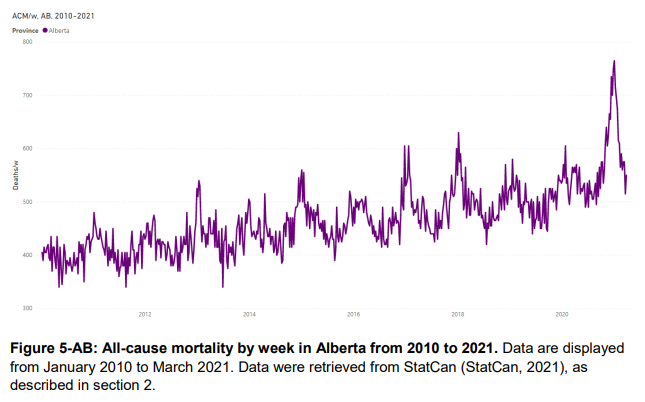 ACM/w, AB, 2010-2021
Province Alberta
800
700
600
500
400
300
Deaths/w
2012 2014 2016 2018 2020
Figure 5-AB: All-cause mortality by week in Alberta from 2010 to 2021. Data are displayed
from January 2010 to March 2021. Data were retrieved from StatCan (StatCan, 2021), as
described in section 2.